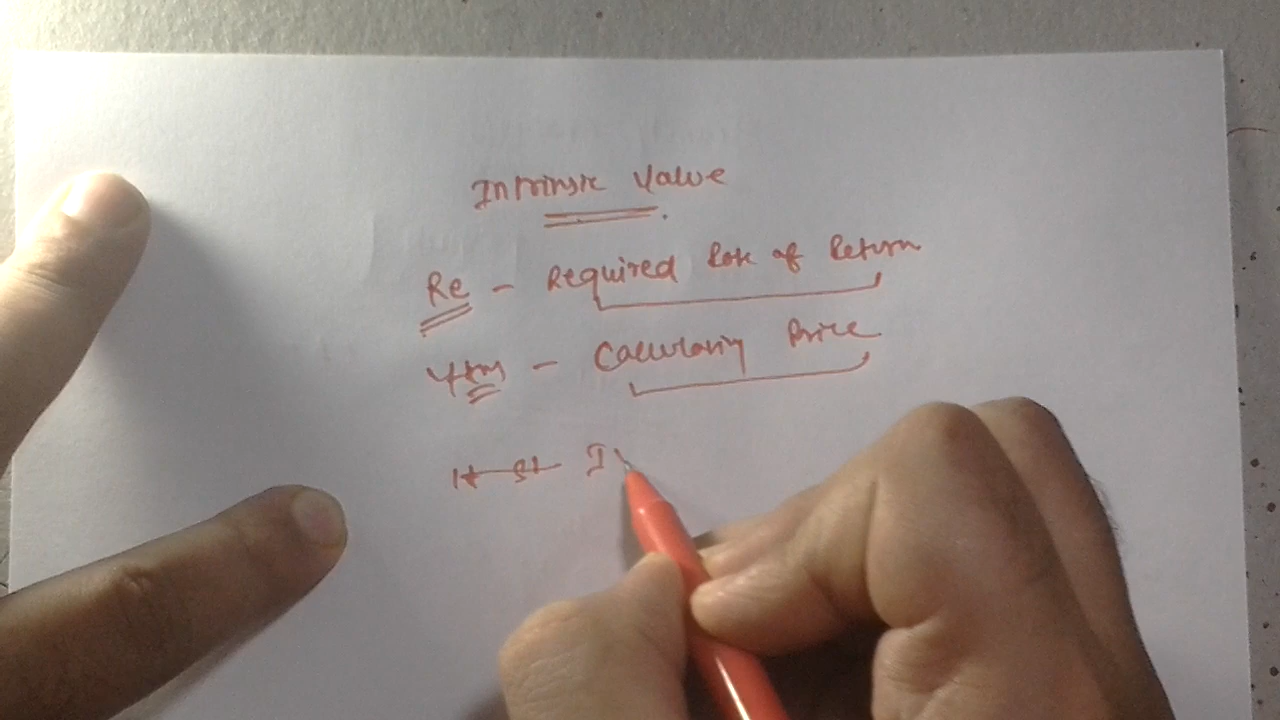 Intrinsic Value
Re - Required Rate of Return
Ytm - Calculating Price
I